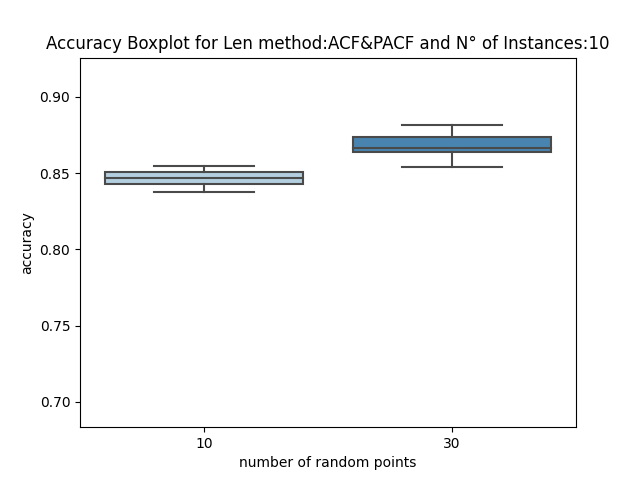 Accuracy Boxplot for Len method:ACF&PACF and N° of Instances:10
0.90
0.85
0.80
0.75
0.70
accuracy
10 30
number of random points